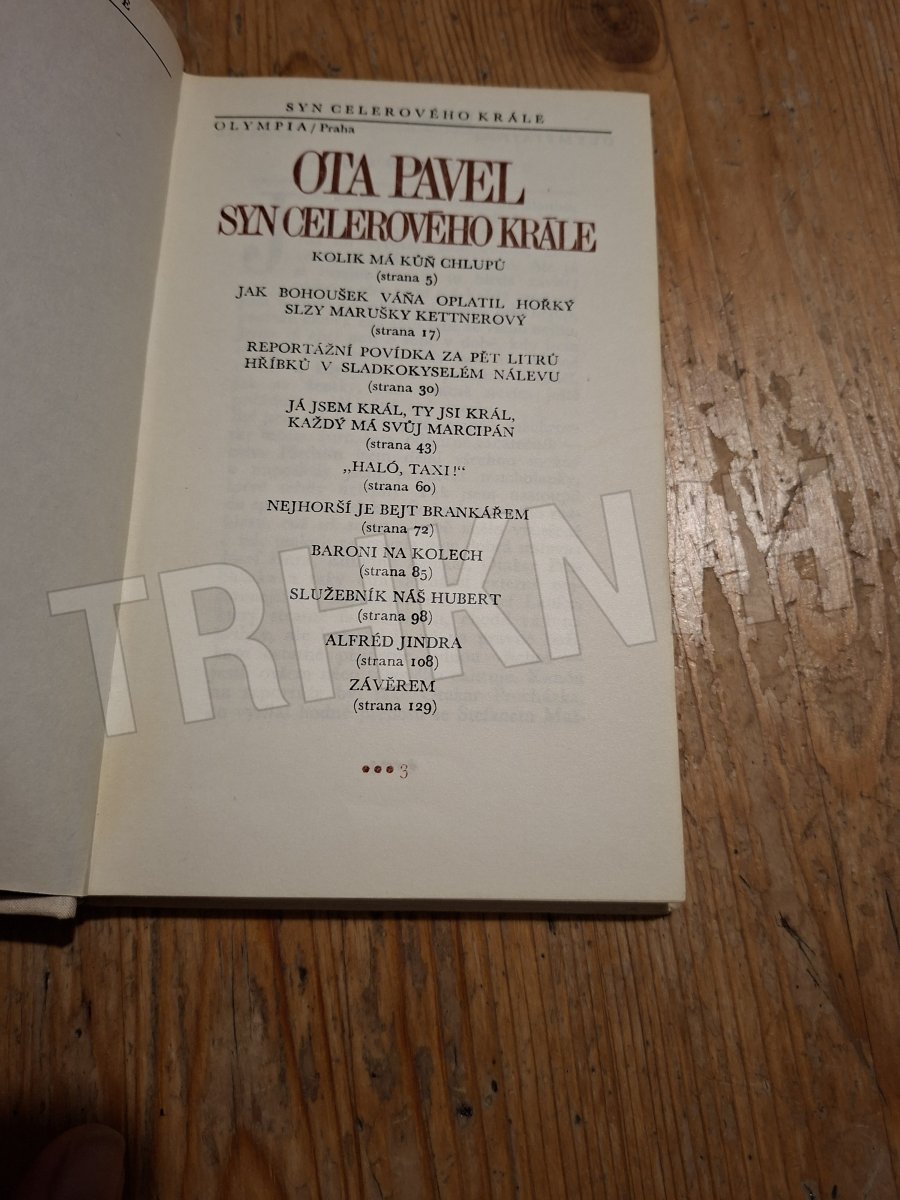 SYN CELEROVÉHO KRÁLE
OLYMPIA/Praha
OTA PAVEL
SYN CELEROVÉHO KRÁLE
KOLIK MÁ KŮŇ CHLUPŮ
(strana 5)
JAK BOHOUŠEK VÁŇA OPLATIL HOŘKÝ
SLZY MARUŠKY KETTNEROVÝ
(strana 17)
REPORTÁŽNÍ POVÍDKA ZA PĚT LITRŮ
HŘÍBKŮ V SLADKOKYSELÉM NÁLEVU
(strana 30)
JÁ JSEM KRÁL, TY JSI KRÁL,
KAŽDÝ MÁ SVŮJ MARCIPÁN
(strana 43)
„HALÓ, TAXI!“
(strana 60)
NEJHORŠÍ JE BEJT BRANKÁŘEM
(strana 72)
BARONI NA KOLECH
(strana 85)
SLUŽEBNÍK NÁŠ HUBERT
(strana 98)
ALFRÉD JINDRA
(strana 108)
ZÁVĚREM
(strana 129)
●●● 3